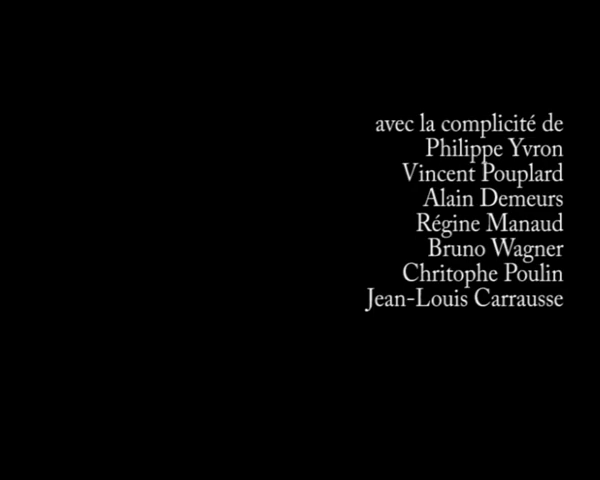 avec la complicité de
Philippe Yvron
Vincent Pouplard
Alain Demeurs
Régine Manaud
Bruno Wagner
Chritophe Poulin
Jean-Louis Carrausse